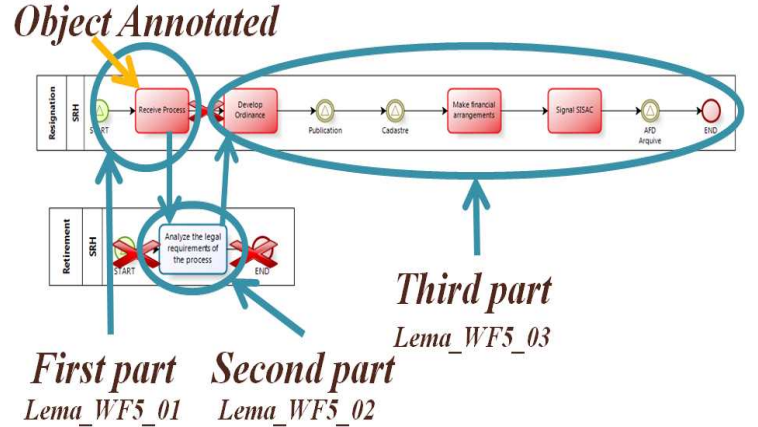 Object Annotated
Resignation
SRH
START
Receive Process
Develop
Ordinance
Publication
Cadastre
Make financial
arrangements
Signal SISAC
AFD
Arquive
END
Retirement
SRH
START
Analyze the legal
requirements of
the process
END
Third part
Lema_WF5_03
First part
Lema_WF5_01
Second part
Lema_WF5_02